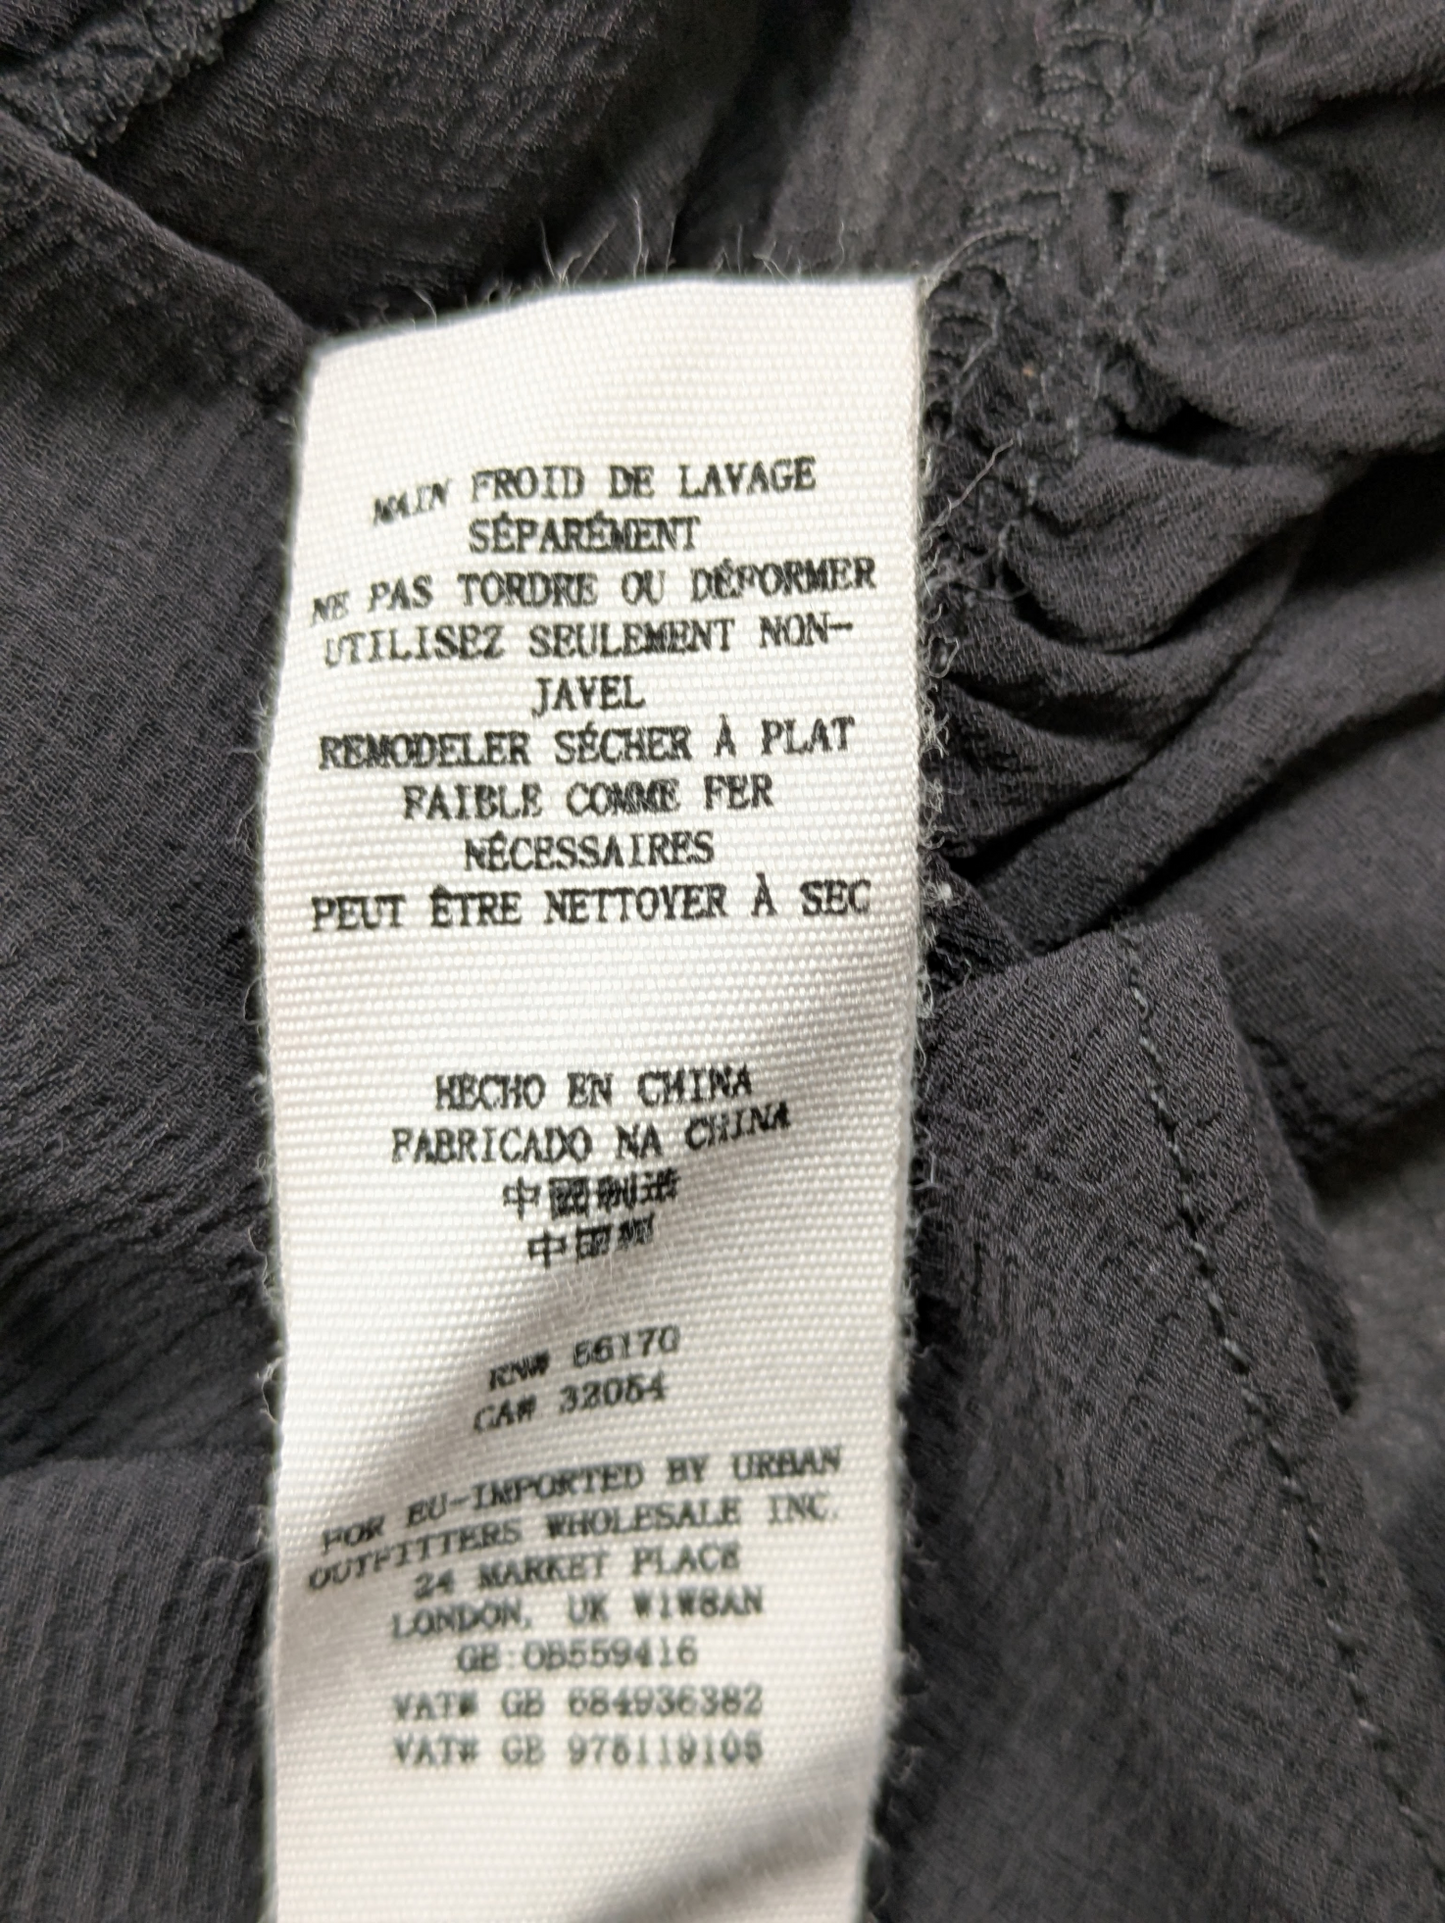 MAIN FROID DE LAVAGE
SÉPARÉMENT
NE PAS TORDRE OU DÉFORMER
UTILISEZ SEULEMENT NON-
JAVEL
REMODELER SÉCHER À PLAT
FAIBLE COMME FER
NÉCESSAIRES
PEUT ÊTRE NETTOYER À SEC
HECHO EN CHINA
FABRICADO NA CHINA
中國制造
中国製
RN# 66170
CA# 32054
FOR EU-IMPORTED BY URBAN
OUTFITTERS WHOLESALE INC.
24 MARKET PLACE
LONDON, UK W1W8AN
GB:
VAT# GB 684936382
VAT# GB